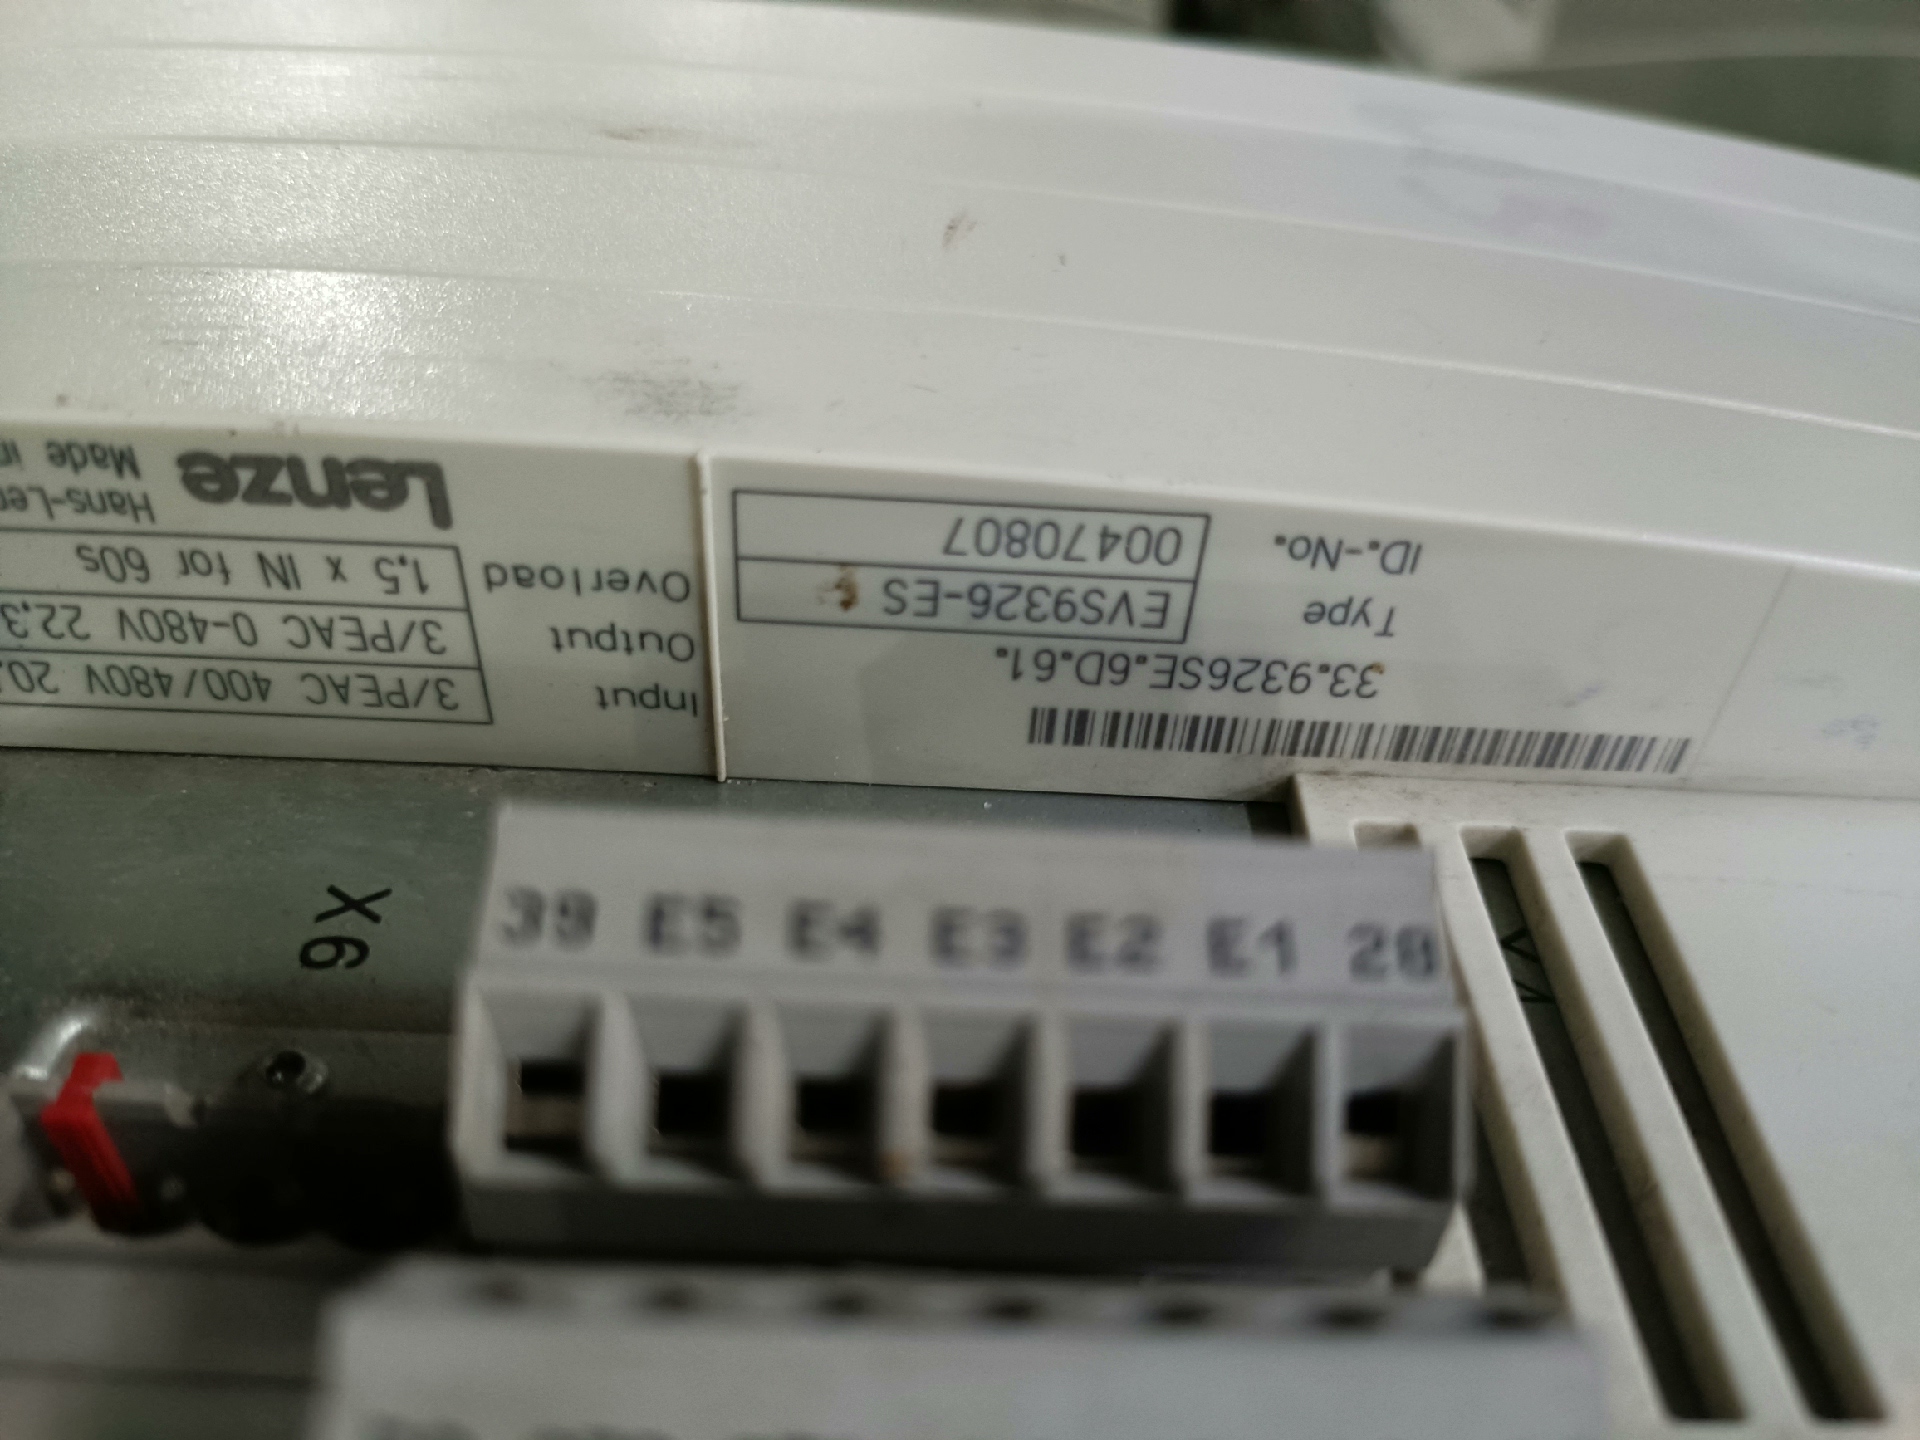 33.9326SE.6D.61.
Type EVS9326-ES
ID.-No. 00470807
Input 3/PEAC 400/480V 20,
Output 3/PEAC 0-480V 22,3
Overload 1,5 x IN for 60s
Lenze
Hans-Len
Made in
X6
39 E5 E4 E3 E2 E1 28